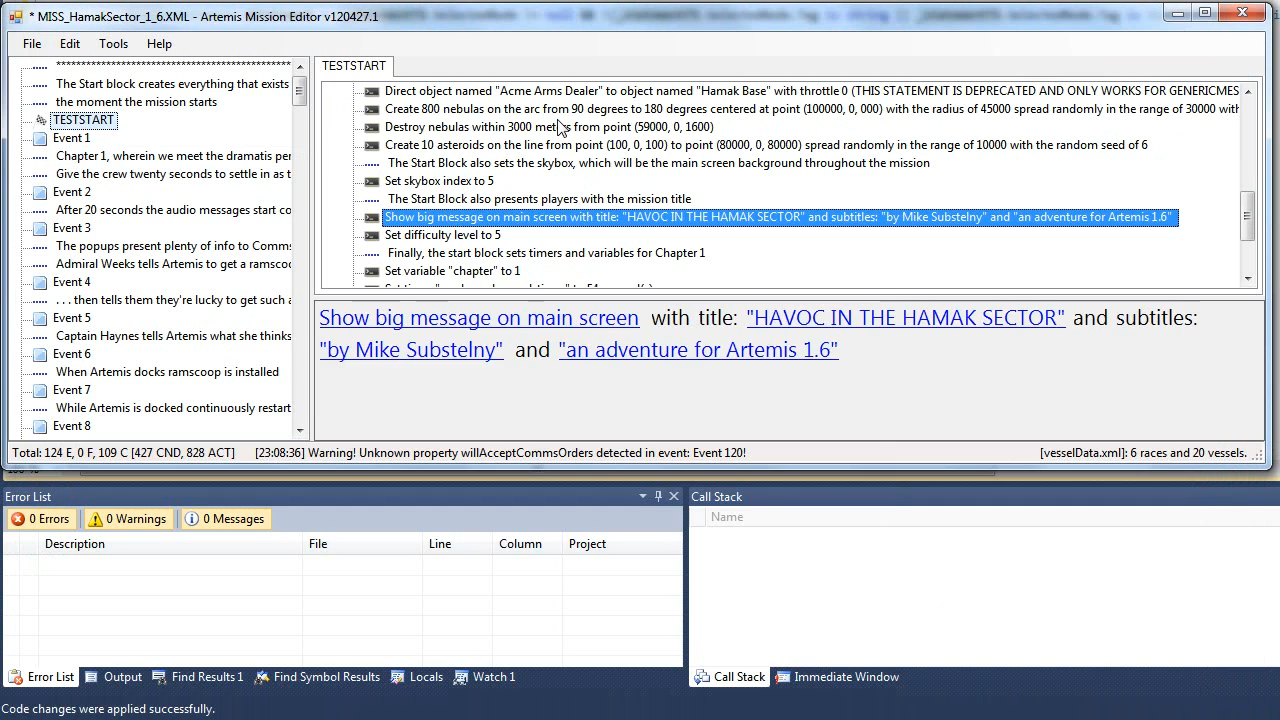 * MISS_HamakSector_1_6.XML - Artemis Mission Editor v120427.1
File Edit Tools Help
****************************************
The Start block creates everything that exists
the moment the mission starts
TESTSTART
Event 1
Chapter 1, wherein we meet the dramatis per
Give the crew twenty seconds to settle in as t
Event 2
After 20 seconds the audio messages start co
Event 3
The popups present plenty of info to Comms
Admiral Weeks tells Artemis to get a ramscoo
Event 4
. . . then tells them they're lucky to get such a
Event 5
Captain Haynes tells Artemis what she thinks
Event 6
When Artemis docks ramscoop is installed
Event 7
While Artemis is docked continuously restart
Event 8
TESTSTART
Direct object named "Acme Arms Dealer" to object named "Hamak Base" with throttle 0 (THIS STATEMENT IS DEPRECATED AND ONLY WORKS FOR GENERICMES
Create 800 nebulas on the arc from 90 degrees to 180 degrees centered at point (100000, 0, 000) with the radius of 45000 spread randomly in the range of 30000 with
Destroy nebulas within 3000 meters from point (59000, 0, 1600)
Create 10 asteroids on the line from point (100, 0, 100) to point (80000, 0, 80000) spread randomly in the range of 10000 with the random seed of 6
The Start Block also sets the skybox, which will be the main screen background throughout the mission
Set skybox index to 5
The Start Block also presents players with the mission title
Show big message on main screen with title: "HAVOC IN THE HAMAK SECTOR" and subtitles: "by Mike Substelny" and "an adventure for Artemis 1.6"
Set difficulty level to 5
Finally, the start block sets timers and variables for Chapter 1
Set variable "chapter" to 1
Show big message on main screen with title: "HAVOC IN THE HAMAK SECTOR" and subtitles:
"by Mike Substelny" and "an adventure for Artemis 1.6"
Total: 124 E, 0 F, 109 C [427 CND, 828 ACT] [23:08:36] Warning! Unknown property willAcceptCommsOrders detected in event: Event 120! [vesselData.xml]: 6 races and 20 vessels.
Error List
0 Errors 0 Warnings 0 Messages
Description File Line Column Project
Call Stack
Name
Error List Output Find Results 1 Find Symbol Results Locals Watch 1
Call Stack Immediate Window
Code changes were applied successfully.